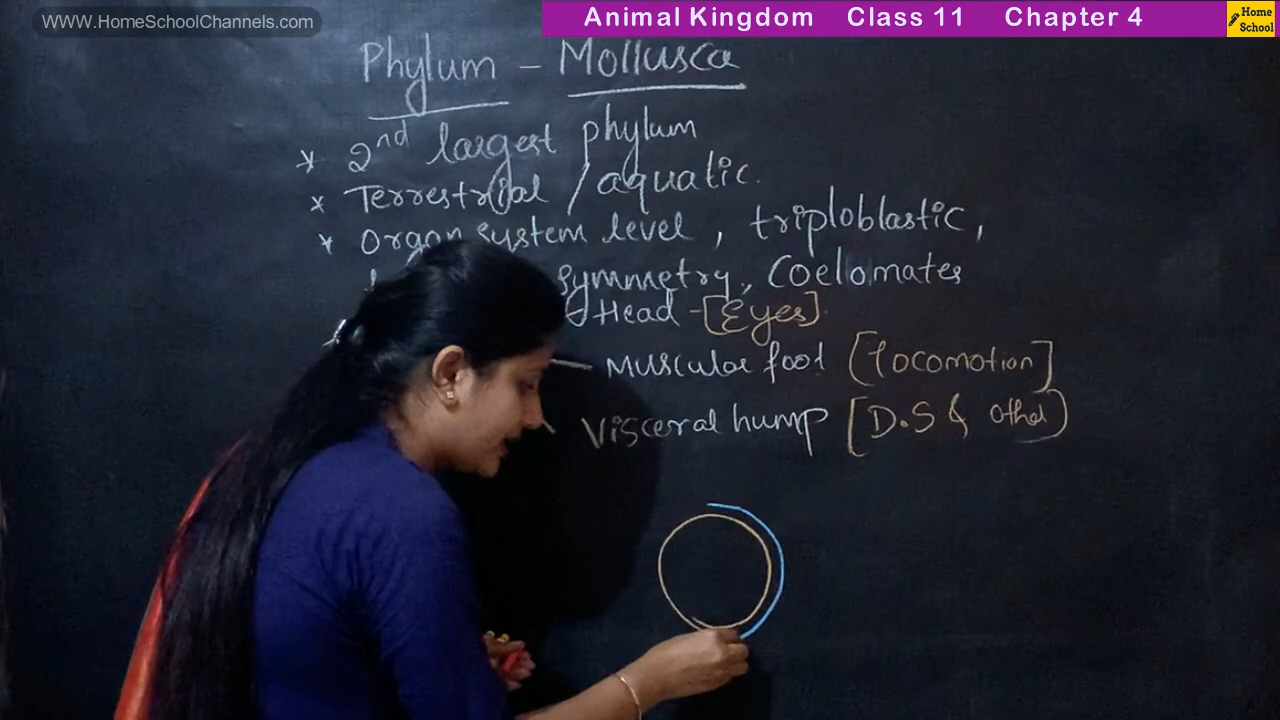 WWW.HomeSchoolChannels.com
Animal Kingdom Class 11 Chapter 4
Home School
Phylum - Mollusca
* 2nd largest phylum
* Terrestrial / aquatic.
* Organ system level, triploblastic,
symmetry, Coelomates
Head - [Eyes]
muscular foot [locomotion]
Visceral hump [D.S & Other)